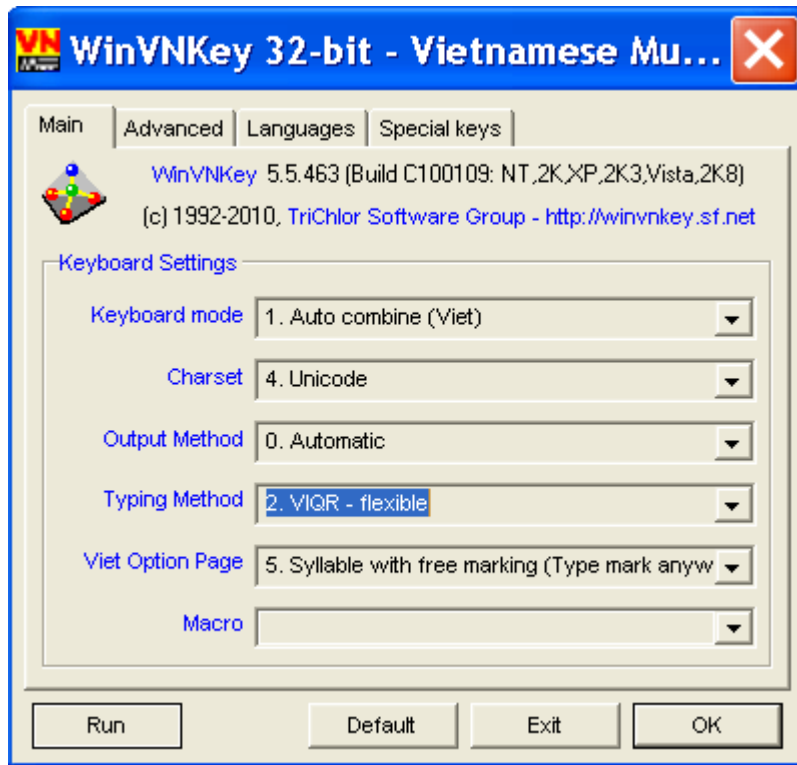 VN
WinVNKey 32-bit - Vietnamese Mu...
Main Advanced Languages Special keys
WinVNKey 5.5.463 (Build C100109: NT,2K,XP,2K3,Vista,2K8)
(c) 1992-2010, TriChlor Software Group - http://winvnkey.sf.net
Keyboard Settings
Keyboard mode 1. Auto combine (Viet)
Charset 4. Unicode
Output Method 0. Automatic
Typing Method 2. VIQR - flexible
Viet Option Page 5. Syllable with free marking (Type mark anyw
Macro
Run Default Exit OK